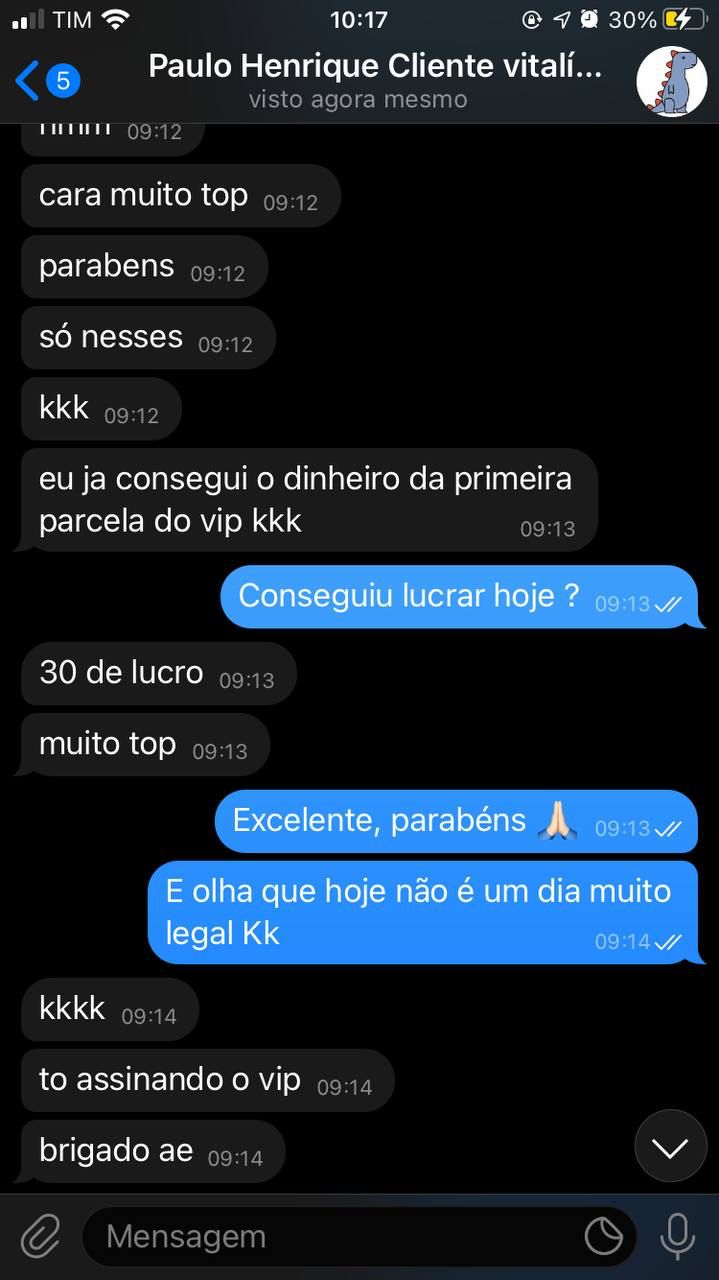 TIM 10:17 30%
5 Paulo Henrique Cliente vitalí...
visto agora mesmo
09:12
cara muito top 09:12
parabens 09:12
só nesses 09:12
kkk 09:12
eu ja consegui o dinheiro da primeira
parcela do vip kkk 09:13
Conseguiu lucrar hoje ? 09:13
30 de lucro 09:13
muito top 09:13
Excelente, parabéns 🙏🏻 09:13
E olha que hoje não é um dia muito
legal Kk 09:14
kkkk 09:14
to assinando o vip 09:14
brigado ae 09:14
Mensagem